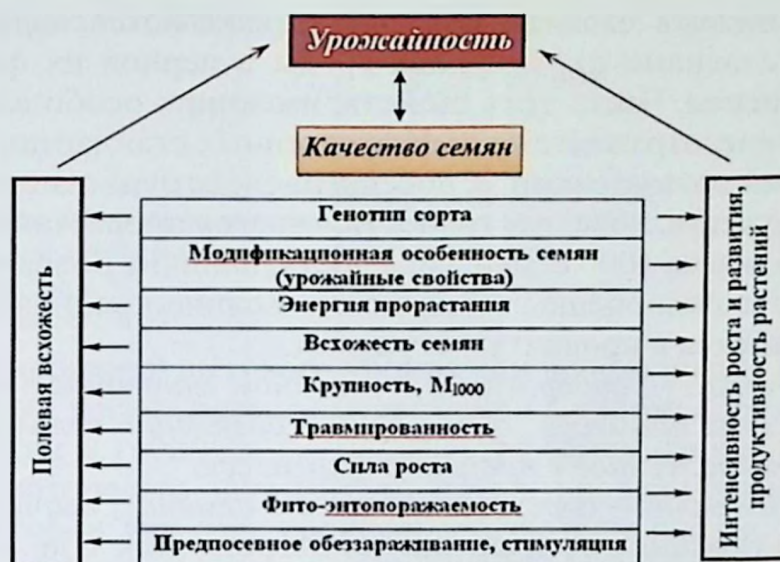 Урожайность
Качество семян
Полевая всхожесть
Генотип сорта
Модификационная особенность семян
(урожайные свойства)
Энергия прорастания
Всхожесть семян
Крупность, М1000
Травмированность
Сила роста
Фито-энтопоражаемость
Предпосевное обеззараживание, стимуляция
Интенсивность роста и развития,
продуктивность растений